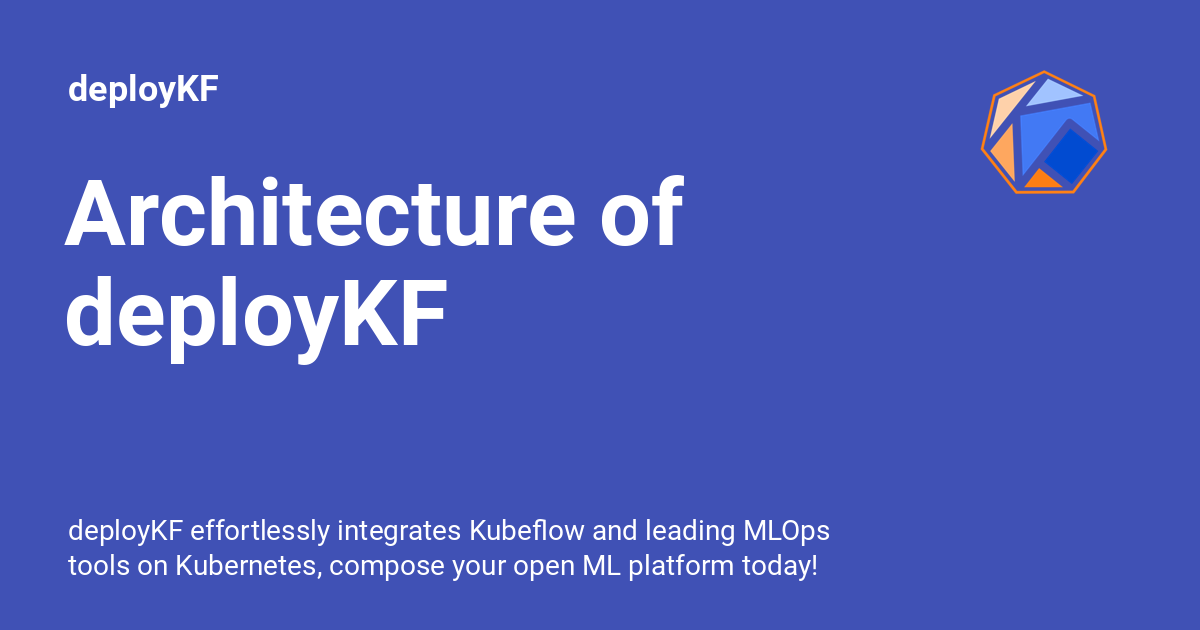 deployKF
Architecture of
deployKF
deployKF effortlessly integrates Kubeflow and leading MLOps
tools on Kubernetes, compose your open ML platform today!